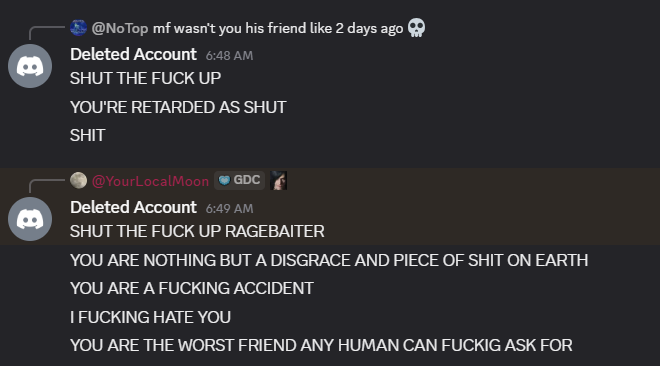 @NoTop mf wasn't you his friend like 2 days ago 💀
Deleted Account 6:48 AM
SHUT THE FUCK UP
YOU'RE RETARDED AS SHUT
SHIT
@YourLocalMoon GDC
Deleted Account 6:49 AM
SHUT THE FUCK UP RAGEBAITER
YOU ARE NOTHING BUT A DISGRACE AND PIECE OF SHIT ON EARTH
YOU ARE A FUCKING ACCIDENT
I FUCKING HATE YOU
YOU ARE THE WORST FRIEND ANY HUMAN CAN FUCKIG ASK FOR